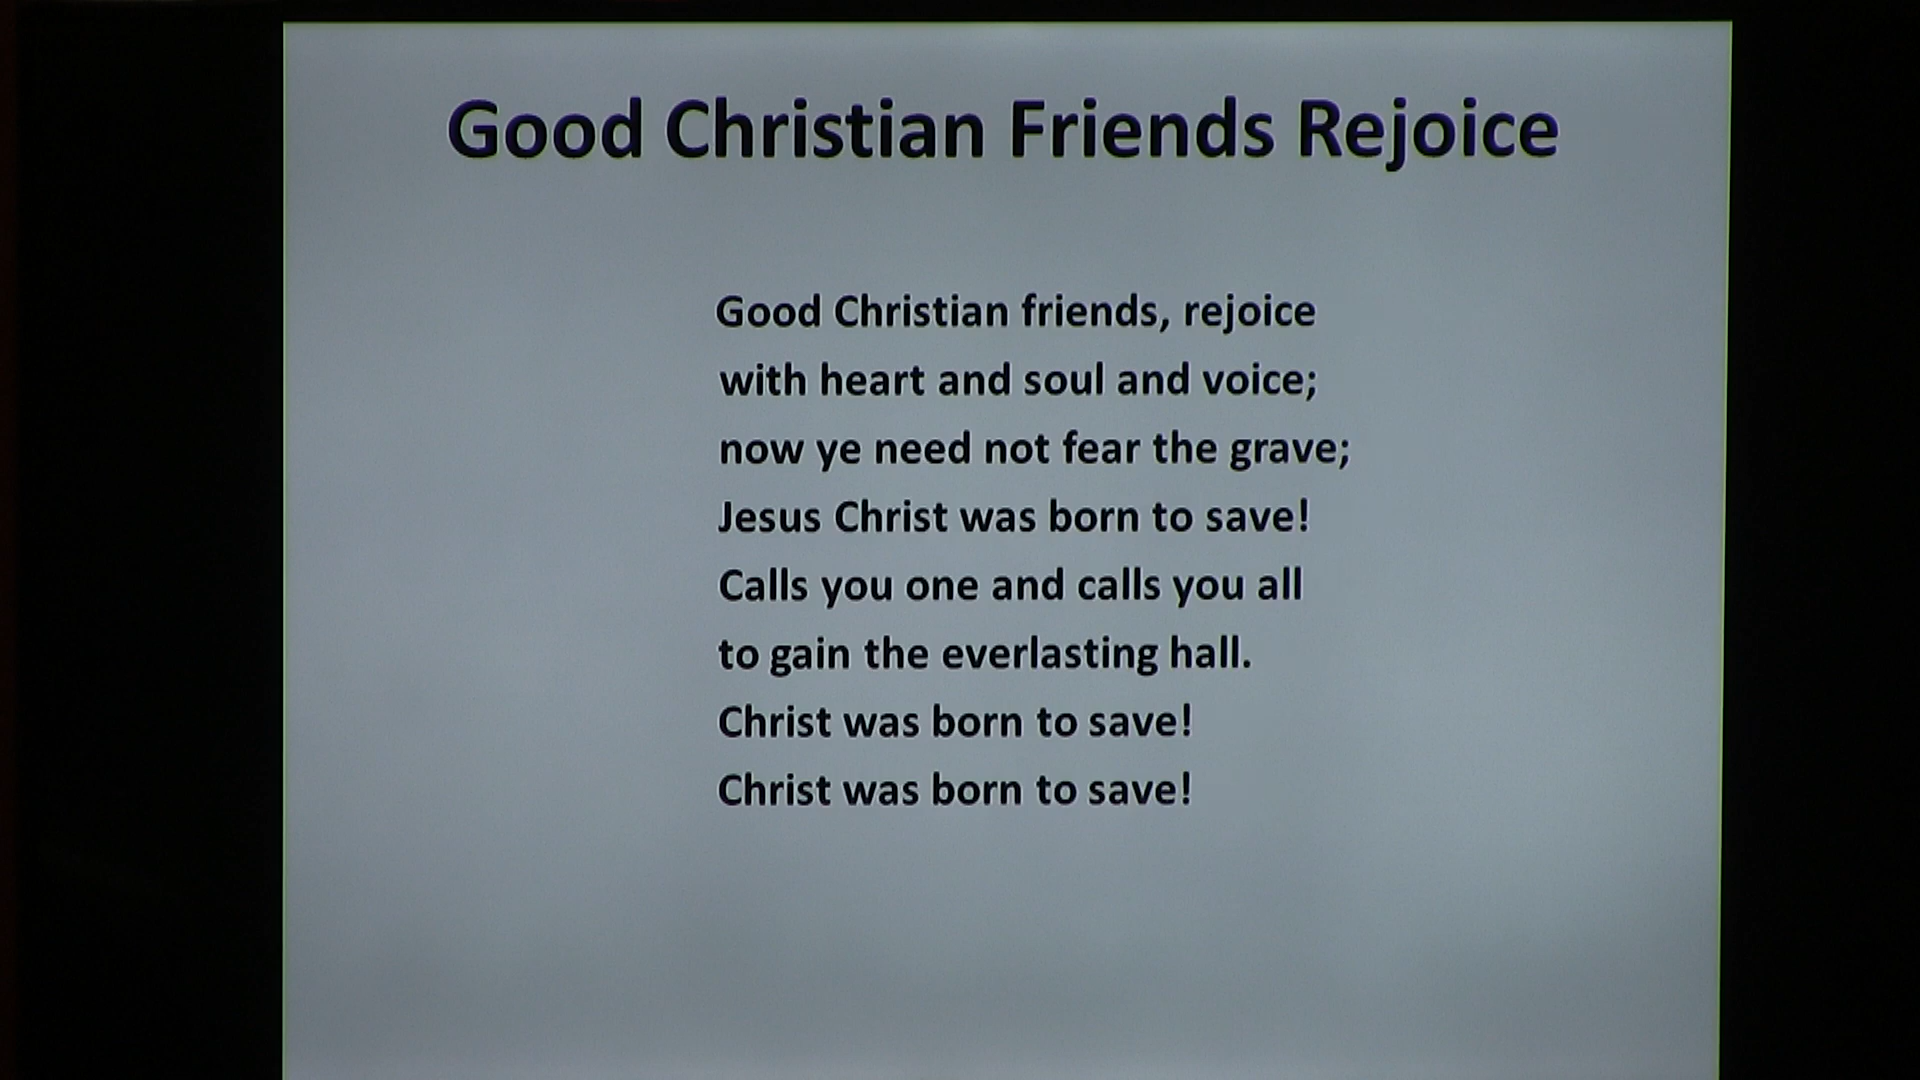 Good Christian Friends Rejoice
Good Christian friends, rejoice
with heart and soul and voice;
now ye need not fear the grave;
Jesus Christ was born to save!
Calls you one and calls you all
to gain the everlasting hall.
Christ was born to save!
Christ was born to save!